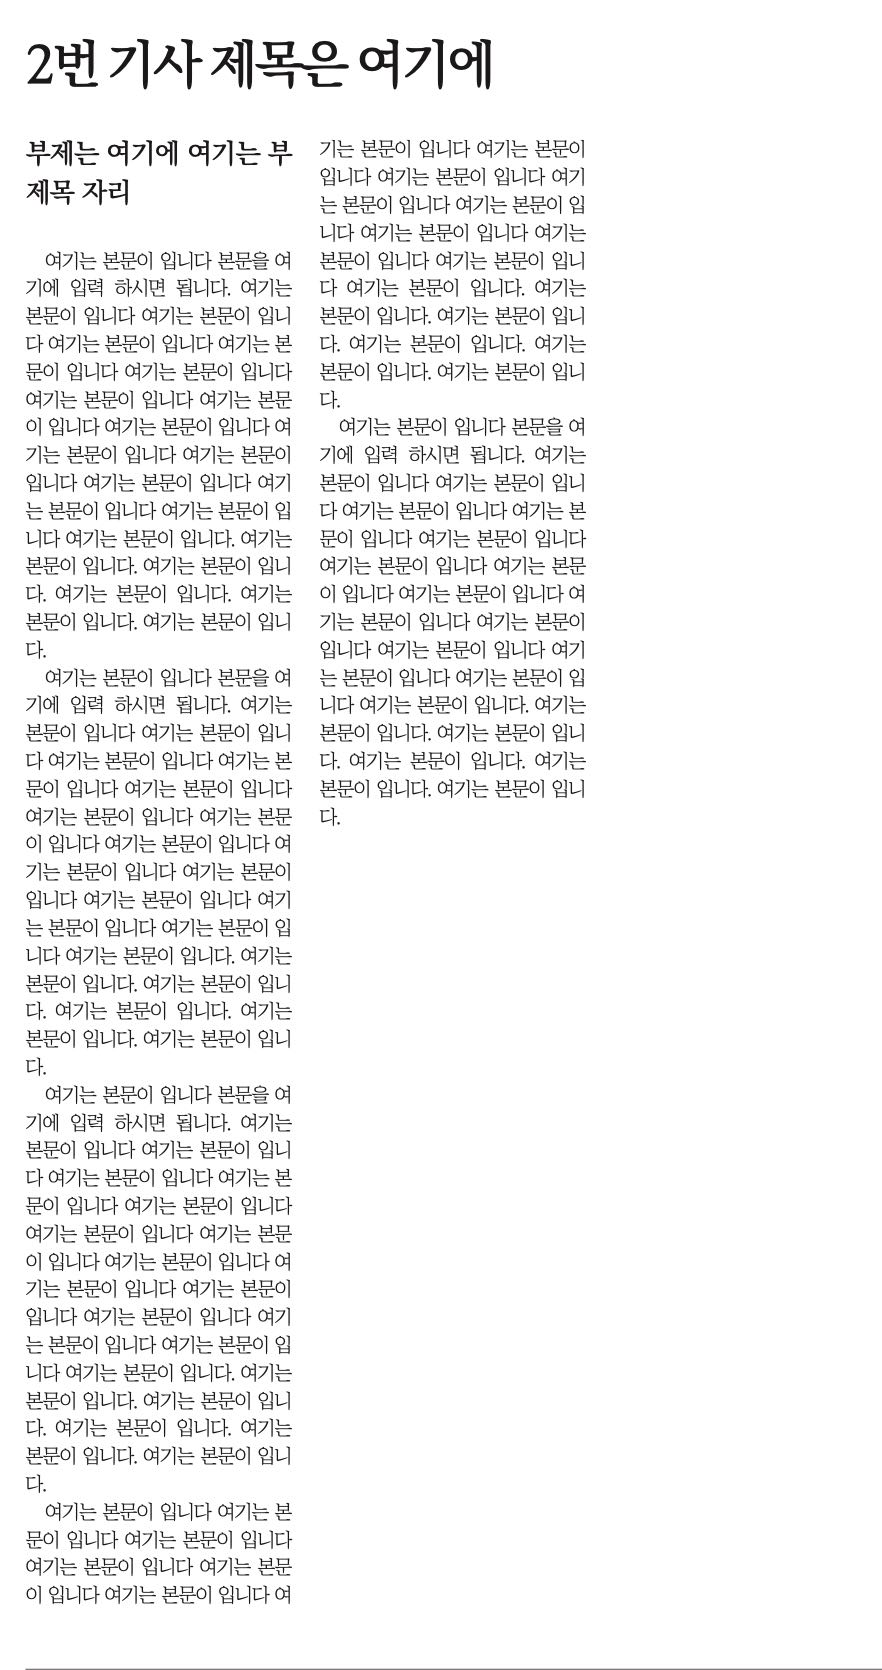 2번 기사 제목은 여기에
부제는 여기에 여기는 부
제목 자리
여기는 본문이 입니다 본문을 여
기에 입력 하시면 됩니다. 여기는
본문이 입니다 여기는 본문이 입니
다 여기는 본문이 입니다 여기는 본
문이 입니다 여기는 본문이 입니다
여기는 본문이 입니다 여기는 본문
이 입니다 여기는 본문이 입니다 여
기는 본문이 입니다 여기는 본문이
입니다 여기는 본문이 입니다 여기
는 본문이 입니다 여기는 본문이 입
니다 여기는 본문이 입니다. 여기는
본문이 입니다. 여기는 본문이 입니
다. 여기는 본문이 입니다. 여기는
본문이 입니다. 여기는 본문이 입니
다.
여기는 본문이 입니다 본문을 여
기에 입력 하시면 됩니다. 여기는
본문이 입니다 여기는 본문이 입니
다 여기는 본문이 입니다 여기는 본
문이 입니다 여기는 본문이 입니다
여기는 본문이 입니다 여기는 본문
이 입니다 여기는 본문이 입니다 여
기는 본문이 입니다 여기는 본문이
입니다 여기는 본문이 입니다 여기
는 본문이 입니다 여기는 본문이 입
니다 여기는 본문이 입니다. 여기는
본문이 입니다. 여기는 본문이 입니
다. 여기는 본문이 입니다. 여기는
본문이 입니다. 여기는 본문이 입니
다.
여기는 본문이 입니다 본문을 여
기에 입력 하시면 됩니다. 여기는
본문이 입니다 여기는 본문이 입니
다 여기는 본문이 입니다 여기는 본
문이 입니다 여기는 본문이 입니다
여기는 본문이 입니다 여기는 본문
이 입니다 여기는 본문이 입니다 여
기는 본문이 입니다 여기는 본문이
입니다 여기는 본문이 입니다 여기
는 본문이 입니다 여기는 본문이 입
니다 여기는 본문이 입니다. 여기는
본문이 입니다. 여기는 본문이 입니
다. 여기는 본문이 입니다. 여기는
본문이 입니다. 여기는 본문이 입니
다.
여기는 본문이 입니다 여기는 본
문이 입니다 여기는 본문이 입니다
여기는 본문이 입니다 여기는 본문
이 입니다 여기는 본문이 입니다 여
기는 본문이 입니다 여기는 본문이
입니다 여기는 본문이 입니다 여기
는 본문이 입니다 여기는 본문이 입
니다 여기는 본문이 입니다 여기는
본문이 입니다 여기는 본문이 입니
다 여기는 본문이 입니다. 여기는
본문이 입니다. 여기는 본문이 입니
다. 여기는 본문이 입니다. 여기는
본문이 입니다. 여기는 본문이 입니
다.
여기는 본문이 입니다 본문을 여
기에 입력 하시면 됩니다. 여기는
본문이 입니다 여기는 본문이 입니
다 여기는 본문이 입니다 여기는 본
문이 입니다 여기는 본문이 입니다
여기는 본문이 입니다 여기는 본문
이 입니다 여기는 본문이 입니다 여
기는 본문이 입니다 여기는 본문이
입니다 여기는 본문이 입니다 여기
는 본문이 입니다 여기는 본문이 입
니다 여기는 본문이 입니다. 여기는
본문이 입니다. 여기는 본문이 입니
다. 여기는 본문이 입니다. 여기는
본문이 입니다. 여기는 본문이 입니
다.